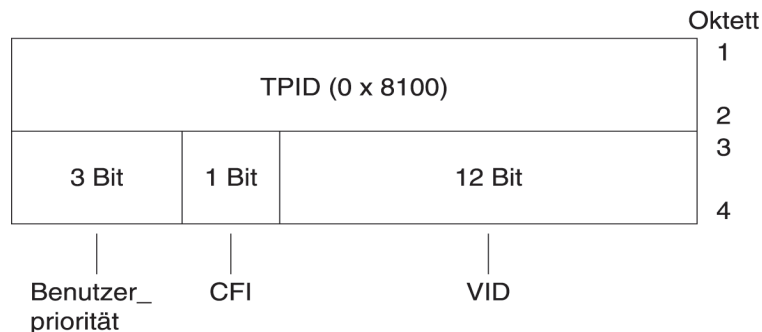 Oktett
1
TPID (0 x 8100)
2
3
3 Bit
1 Bit
12 Bit
4
Benutzer_
priorität
CFI
VID